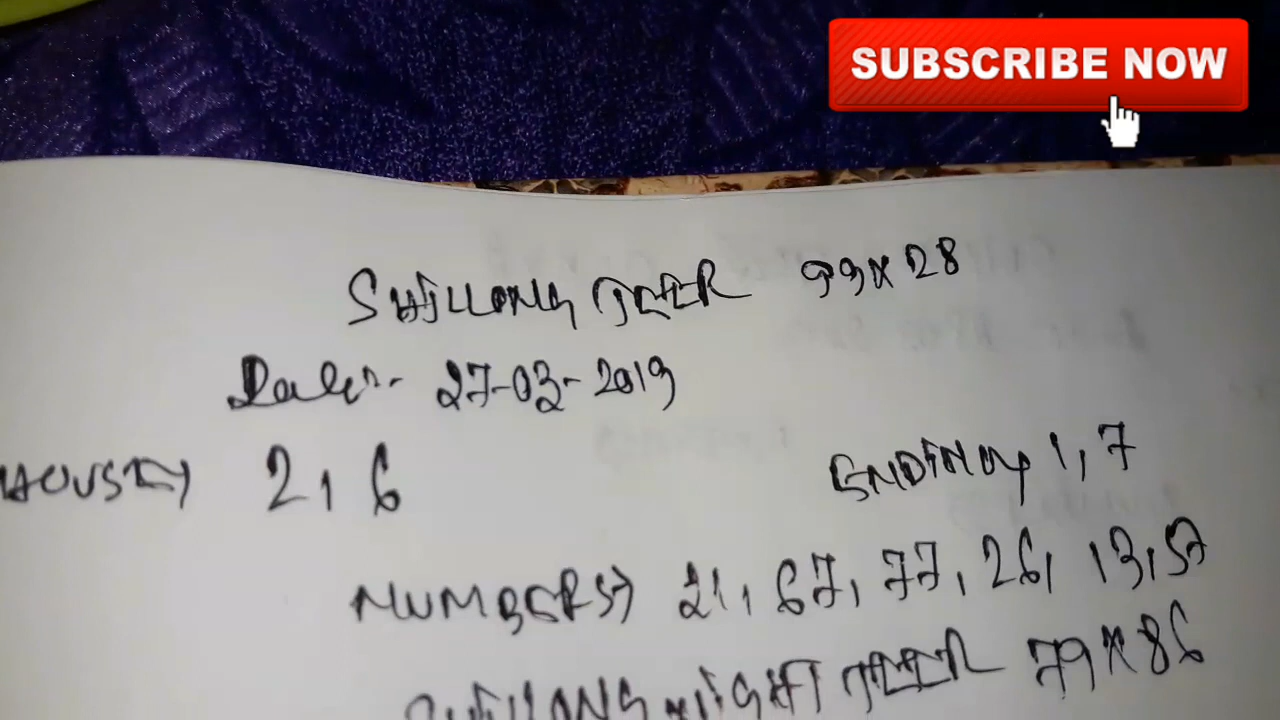 SUBSCRIBE NOW
SHILLONG TEER 99X28
Date:- 27-03-2019
HOUSE→ 2, 6
ENDING→ 1, 7
NUMBERS→ 21, 67, 77, 26, 13, 57
SHILLONG NIGHT TEER 79X86